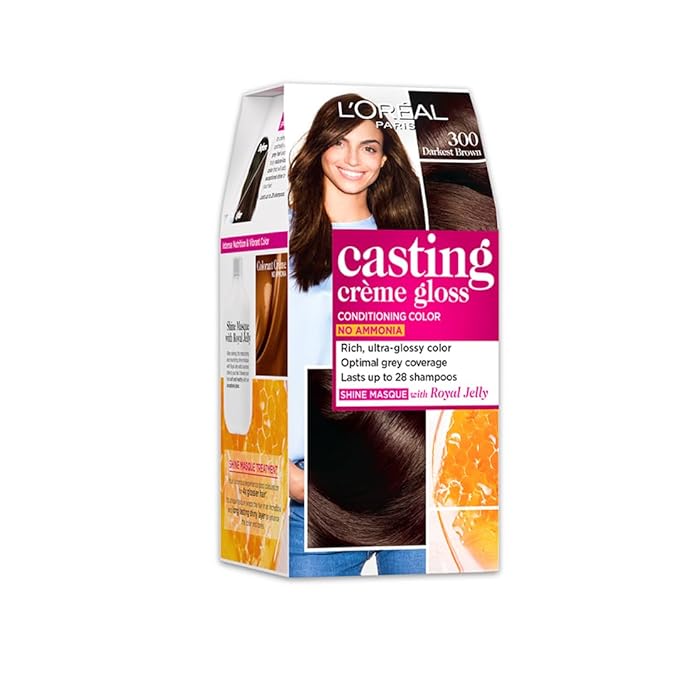 L'ORÉAL
PARIS
300
Darkest Brown
casting
crème gloss
CONDITIONING COLOR
NO AMMONIA
Rich, ultra-glossy color
Optimal grey coverage
Lasts up to 28 shampoos
SHINE MASQUE with Royal Jelly
Intense Nutrition & Vibrant Color
Colorant Crème
NO AMMONIA
Shine Masque
with Royal Jelly
SHINE MASQUE TREATMENT